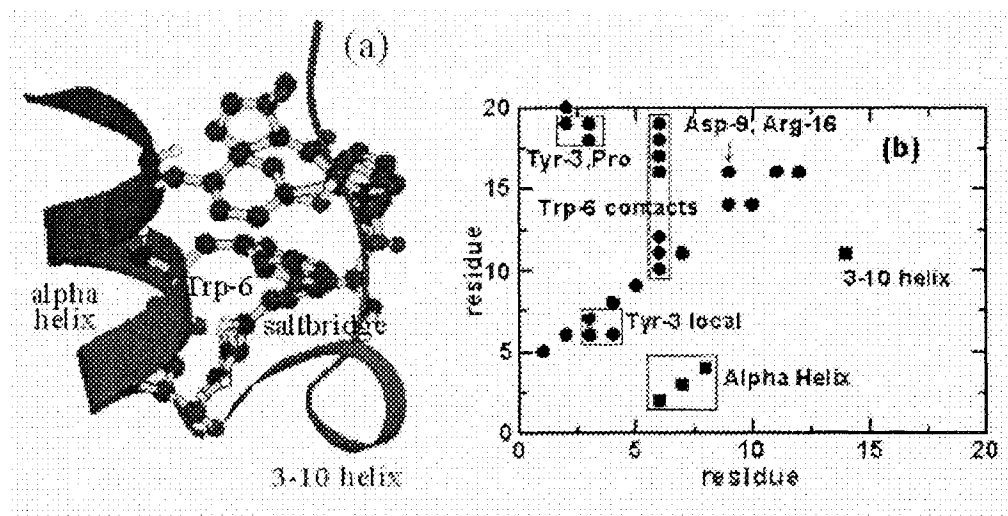 (a)
Trp-6
alpha
helix
saltbridge
3-10 helix
(b)
20
15
10
5
0
residue
Asp-9, Arg-16
Tyr-3,Pro
Trp-6 contacts
3-10 helix
Tyr-3 local
Alpha Helix
0
5
10
15
20
residue